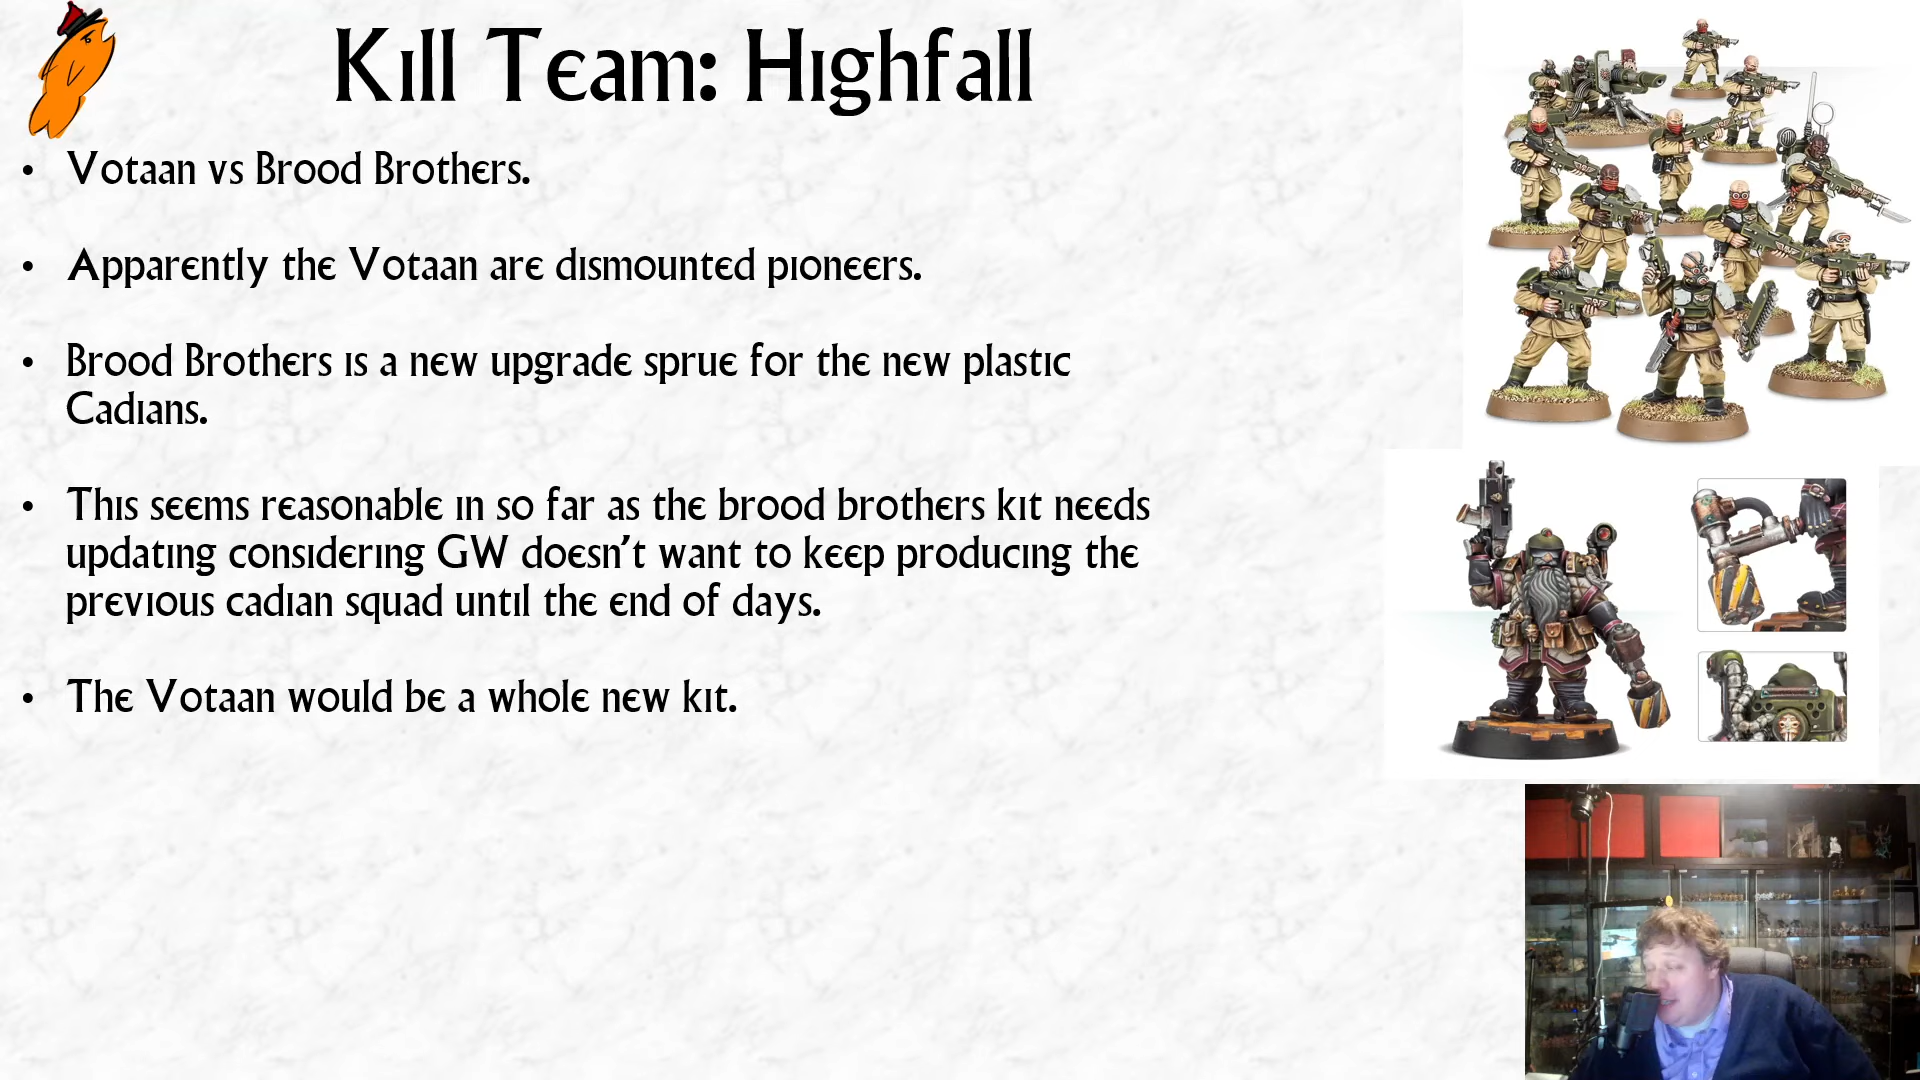 Kill Team: Highfall
• Votaan vs Brood Brothers.
• Apparently the Votaan are dismounted pioneers.
• Brood Brothers is a new upgrade sprue for the new plastic
Cadians.
• This seems reasonable in so far as the brood brothers kit needs
updating considering GW doesn’t want to keep producing the
previous cadian squad until the end of days.
• The Votaan would be a whole new kit.